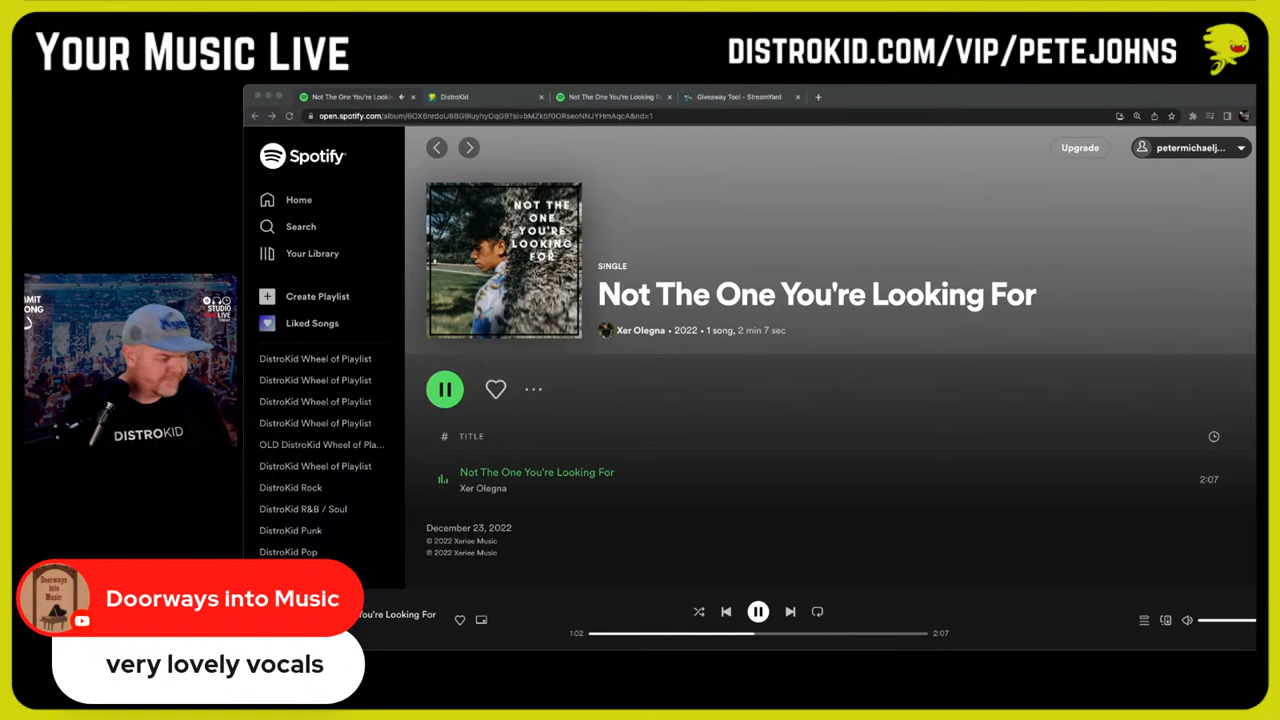 YOUR MUSIC LIVE
DISTROKID.COM/VIP/PETEJOHNS
Not The One You're Lookin
DistroKid
Not The One You're Looking F
Giveaway Tool - StreamYard
Spotify
Upgrade
petermichaelj...
Home
Search
Your Library
Create Playlist
Liked Songs
NOT THE
ONE
YOU'RE
LOOKING
FOR
SINGLE
Not The One You're Looking For
Xer Olegna • 2022 • 1 song, 2 min 7 sec
DistroKid Wheel of Playlist
DistroKid Wheel of Playlist
DistroKid Wheel of Playlist
DistroKid Wheel of Playlist
OLD DistroKid Wheel of Pla...
DistroKid Wheel of Playlist
DistroKid Rock
DistroKid R&B / Soul
DistroKid Punk
DistroKid Pop
# TITLE
Not The One You're Looking For
Xer Olegna
2:07
December 23, 2022
© 2022 Xeriee Music
℗ 2022 Xeriee Music
STUDIO
LIVE
DISTROKID
Doorways into Music
Doorways
into
Music
very lovely vocals
You're Looking For
1:02
2:07